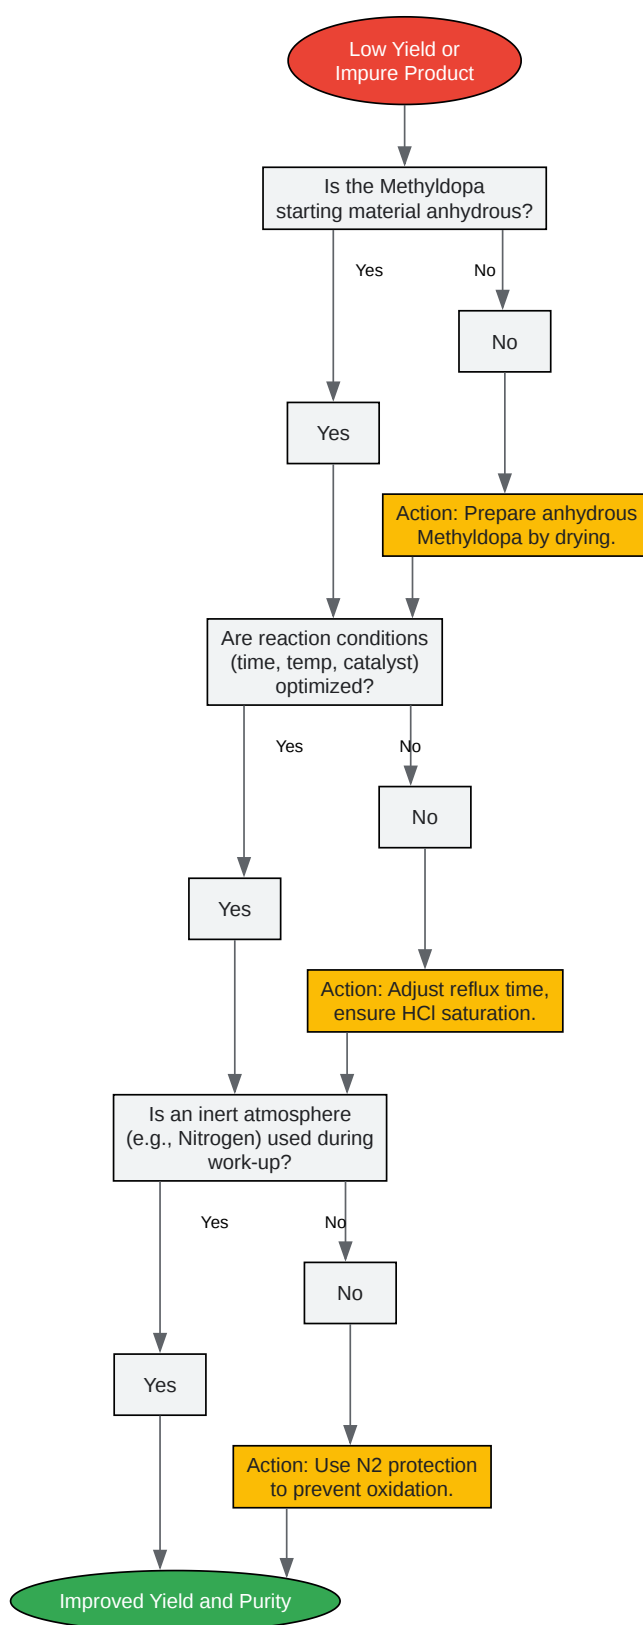 Low Yield or
Impure Product
Is the Methyldopa
starting material anhydrous?
Yes
No
No
Yes
Action: Prepare anhydrous
Methyldopa by drying.
Are reaction conditions
(time, temp, catalyst)
optimized?
Yes
No
No
Yes
Action: Adjust reflux time,
ensure HCl saturation.
Is an inert atmosphere
(e.g., Nitrogen) used during
work-up?
Yes
No
No
Yes
Action: Use N2 protection
to prevent oxidation.
Improved Yield and Purity